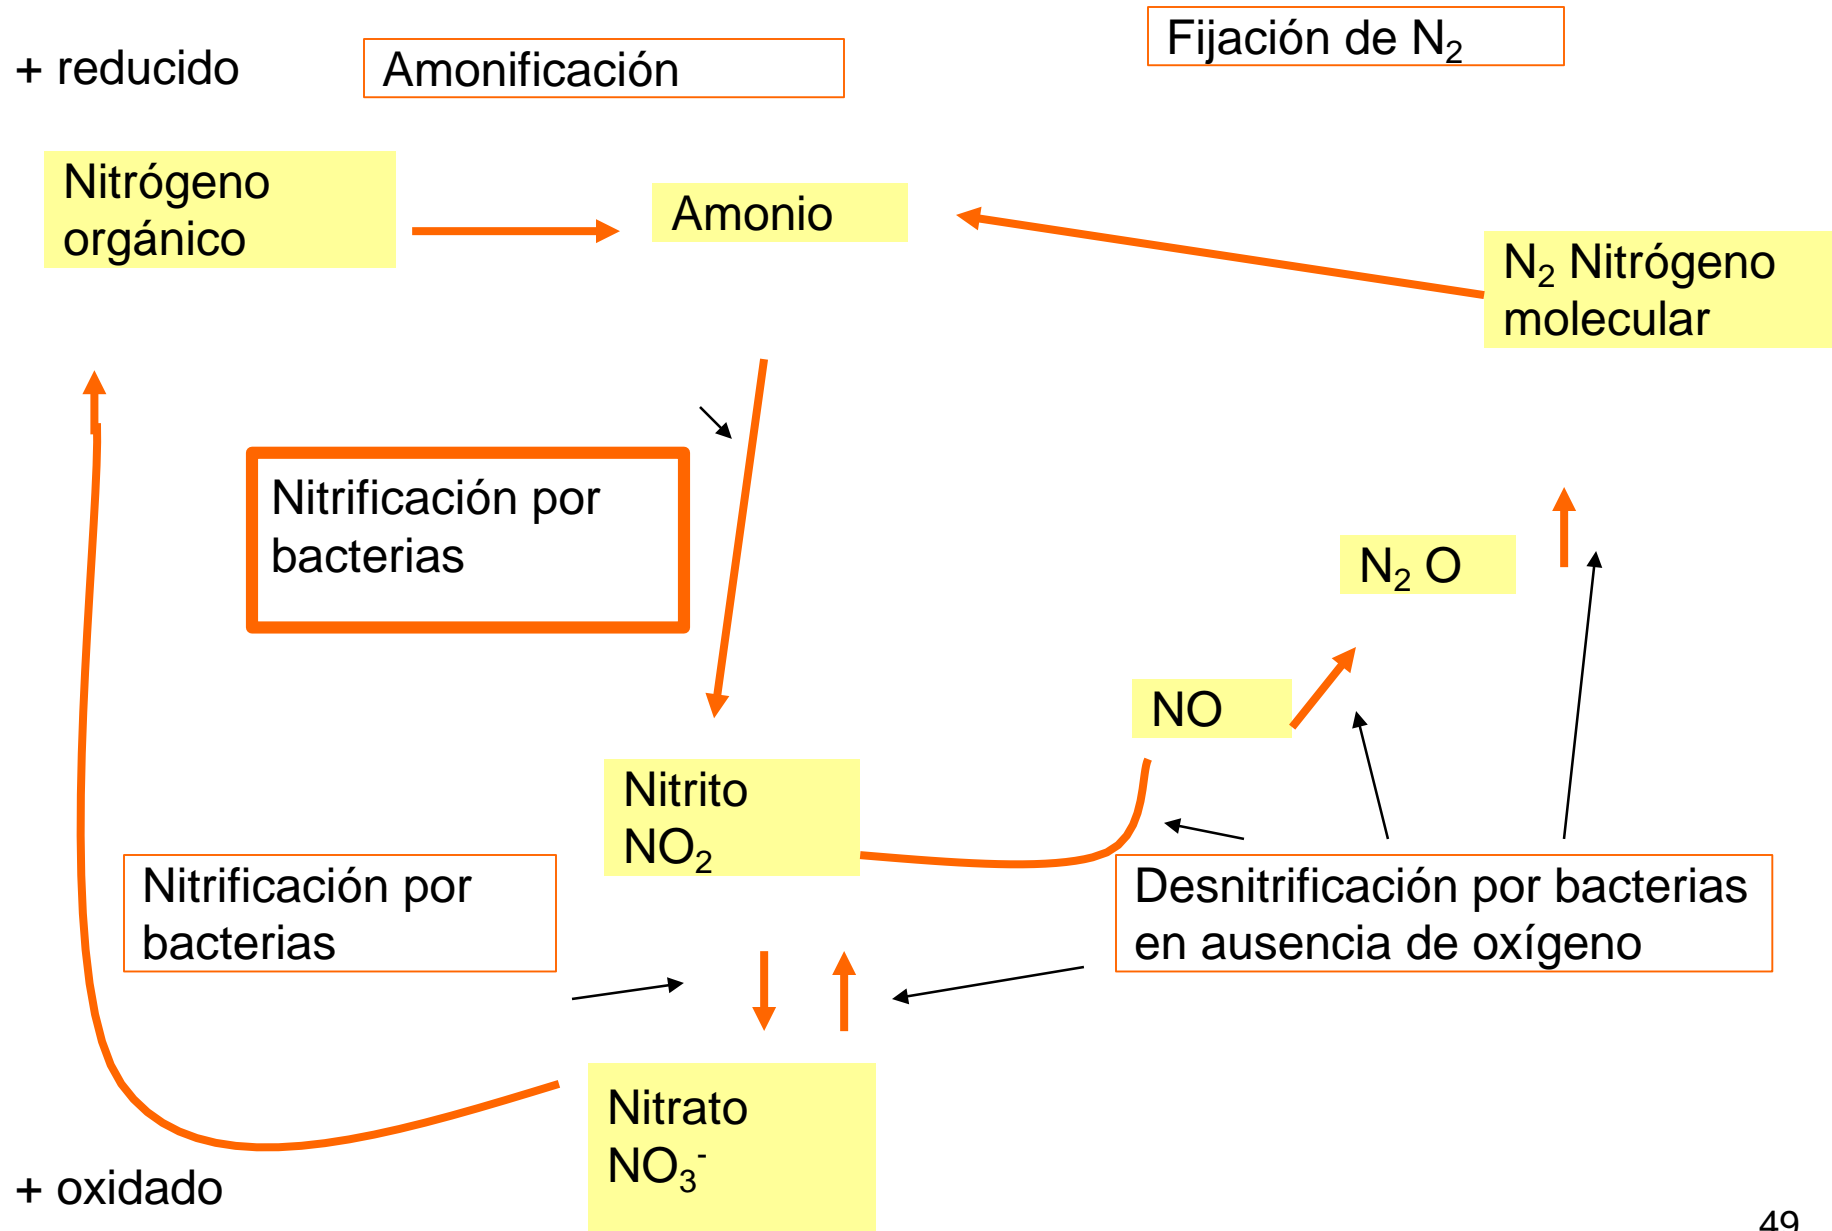 Fijación de N₂
+ reducido
Amonificación
Nitrógeno
orgánico
Amonio
N₂ Nitrógeno
molecular
Nitrificación por
bacterias
N₂ O
NO
Nitrito
NO₂
Nitrificación por
bacterias
Desnitrificación por bacterias
en ausencia de oxígeno
Nitrato
NO₃⁻
+ oxidado
49